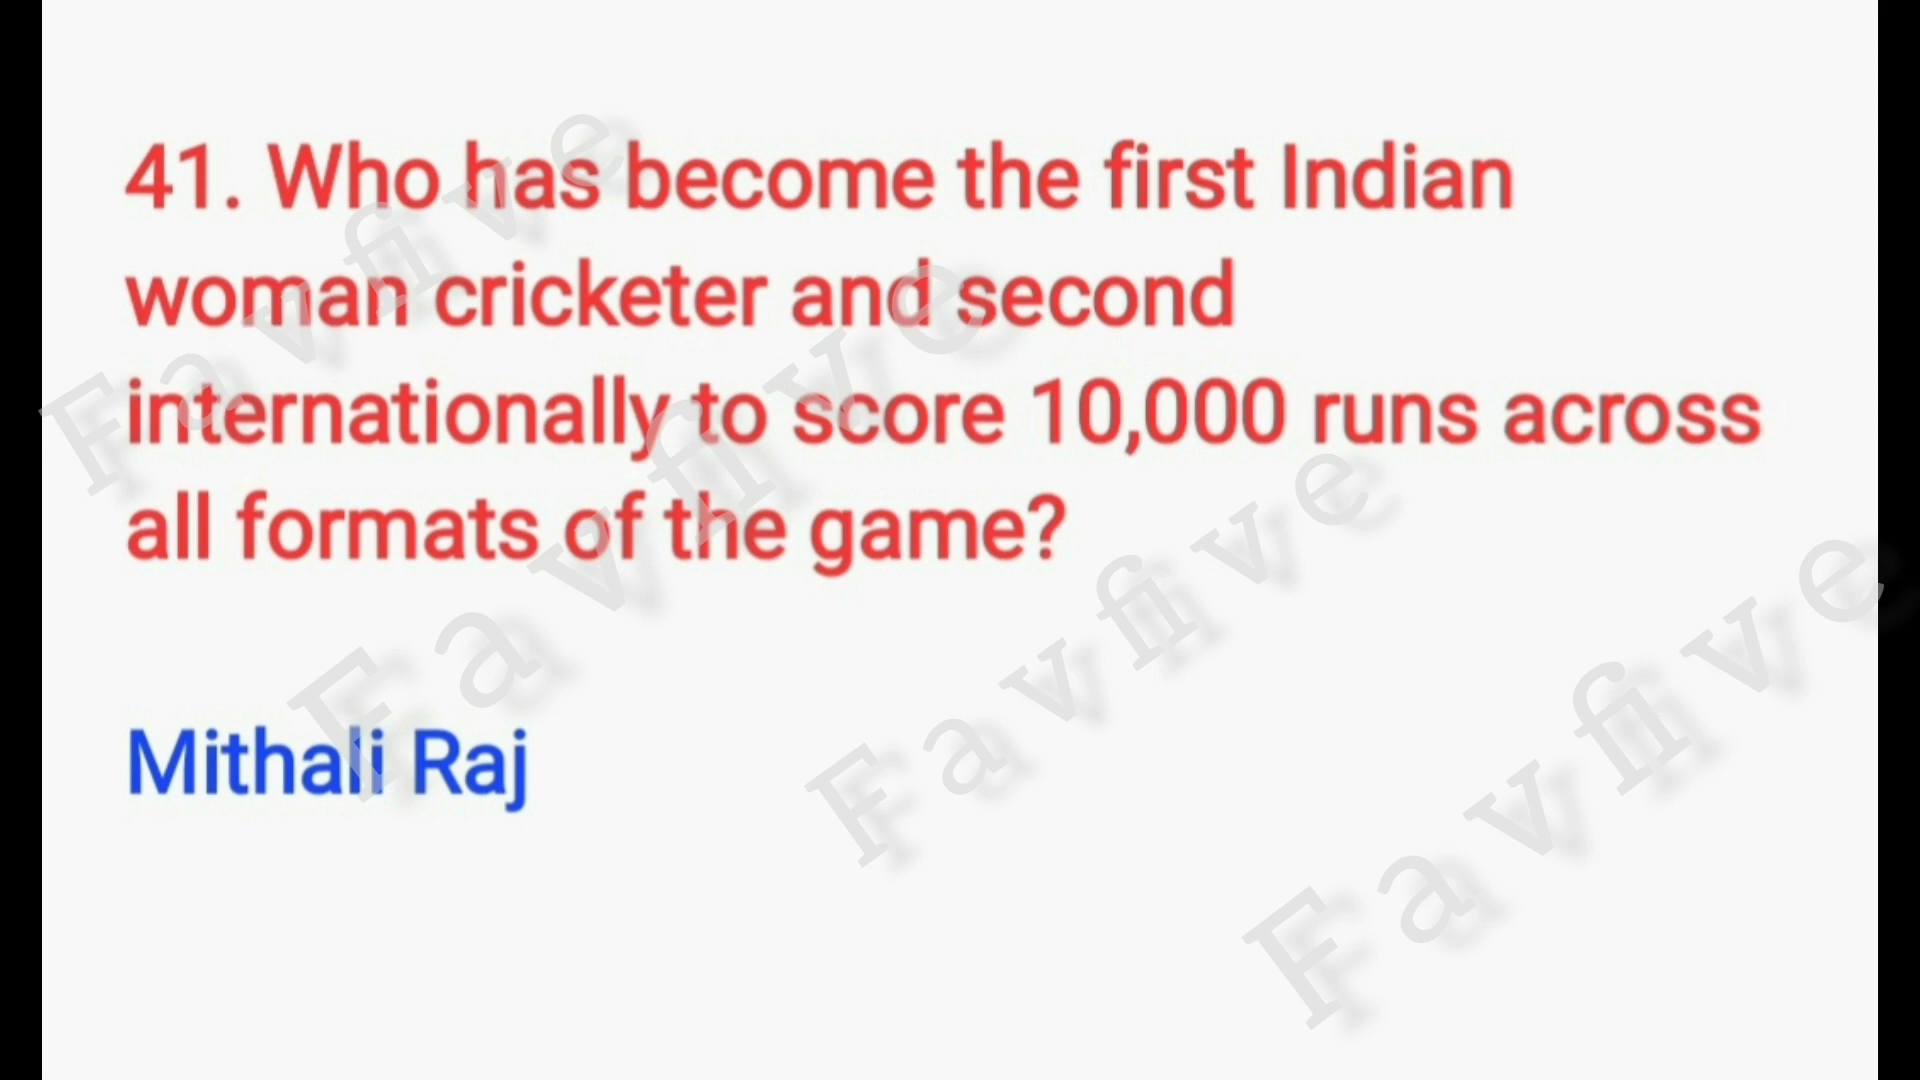 41. Who has become the first Indian
woman cricketer and second
internationally to score 10,000 runs across
all formats of the game?
Mithali Raj
Favfive
Favfive
Favfive
Favfive